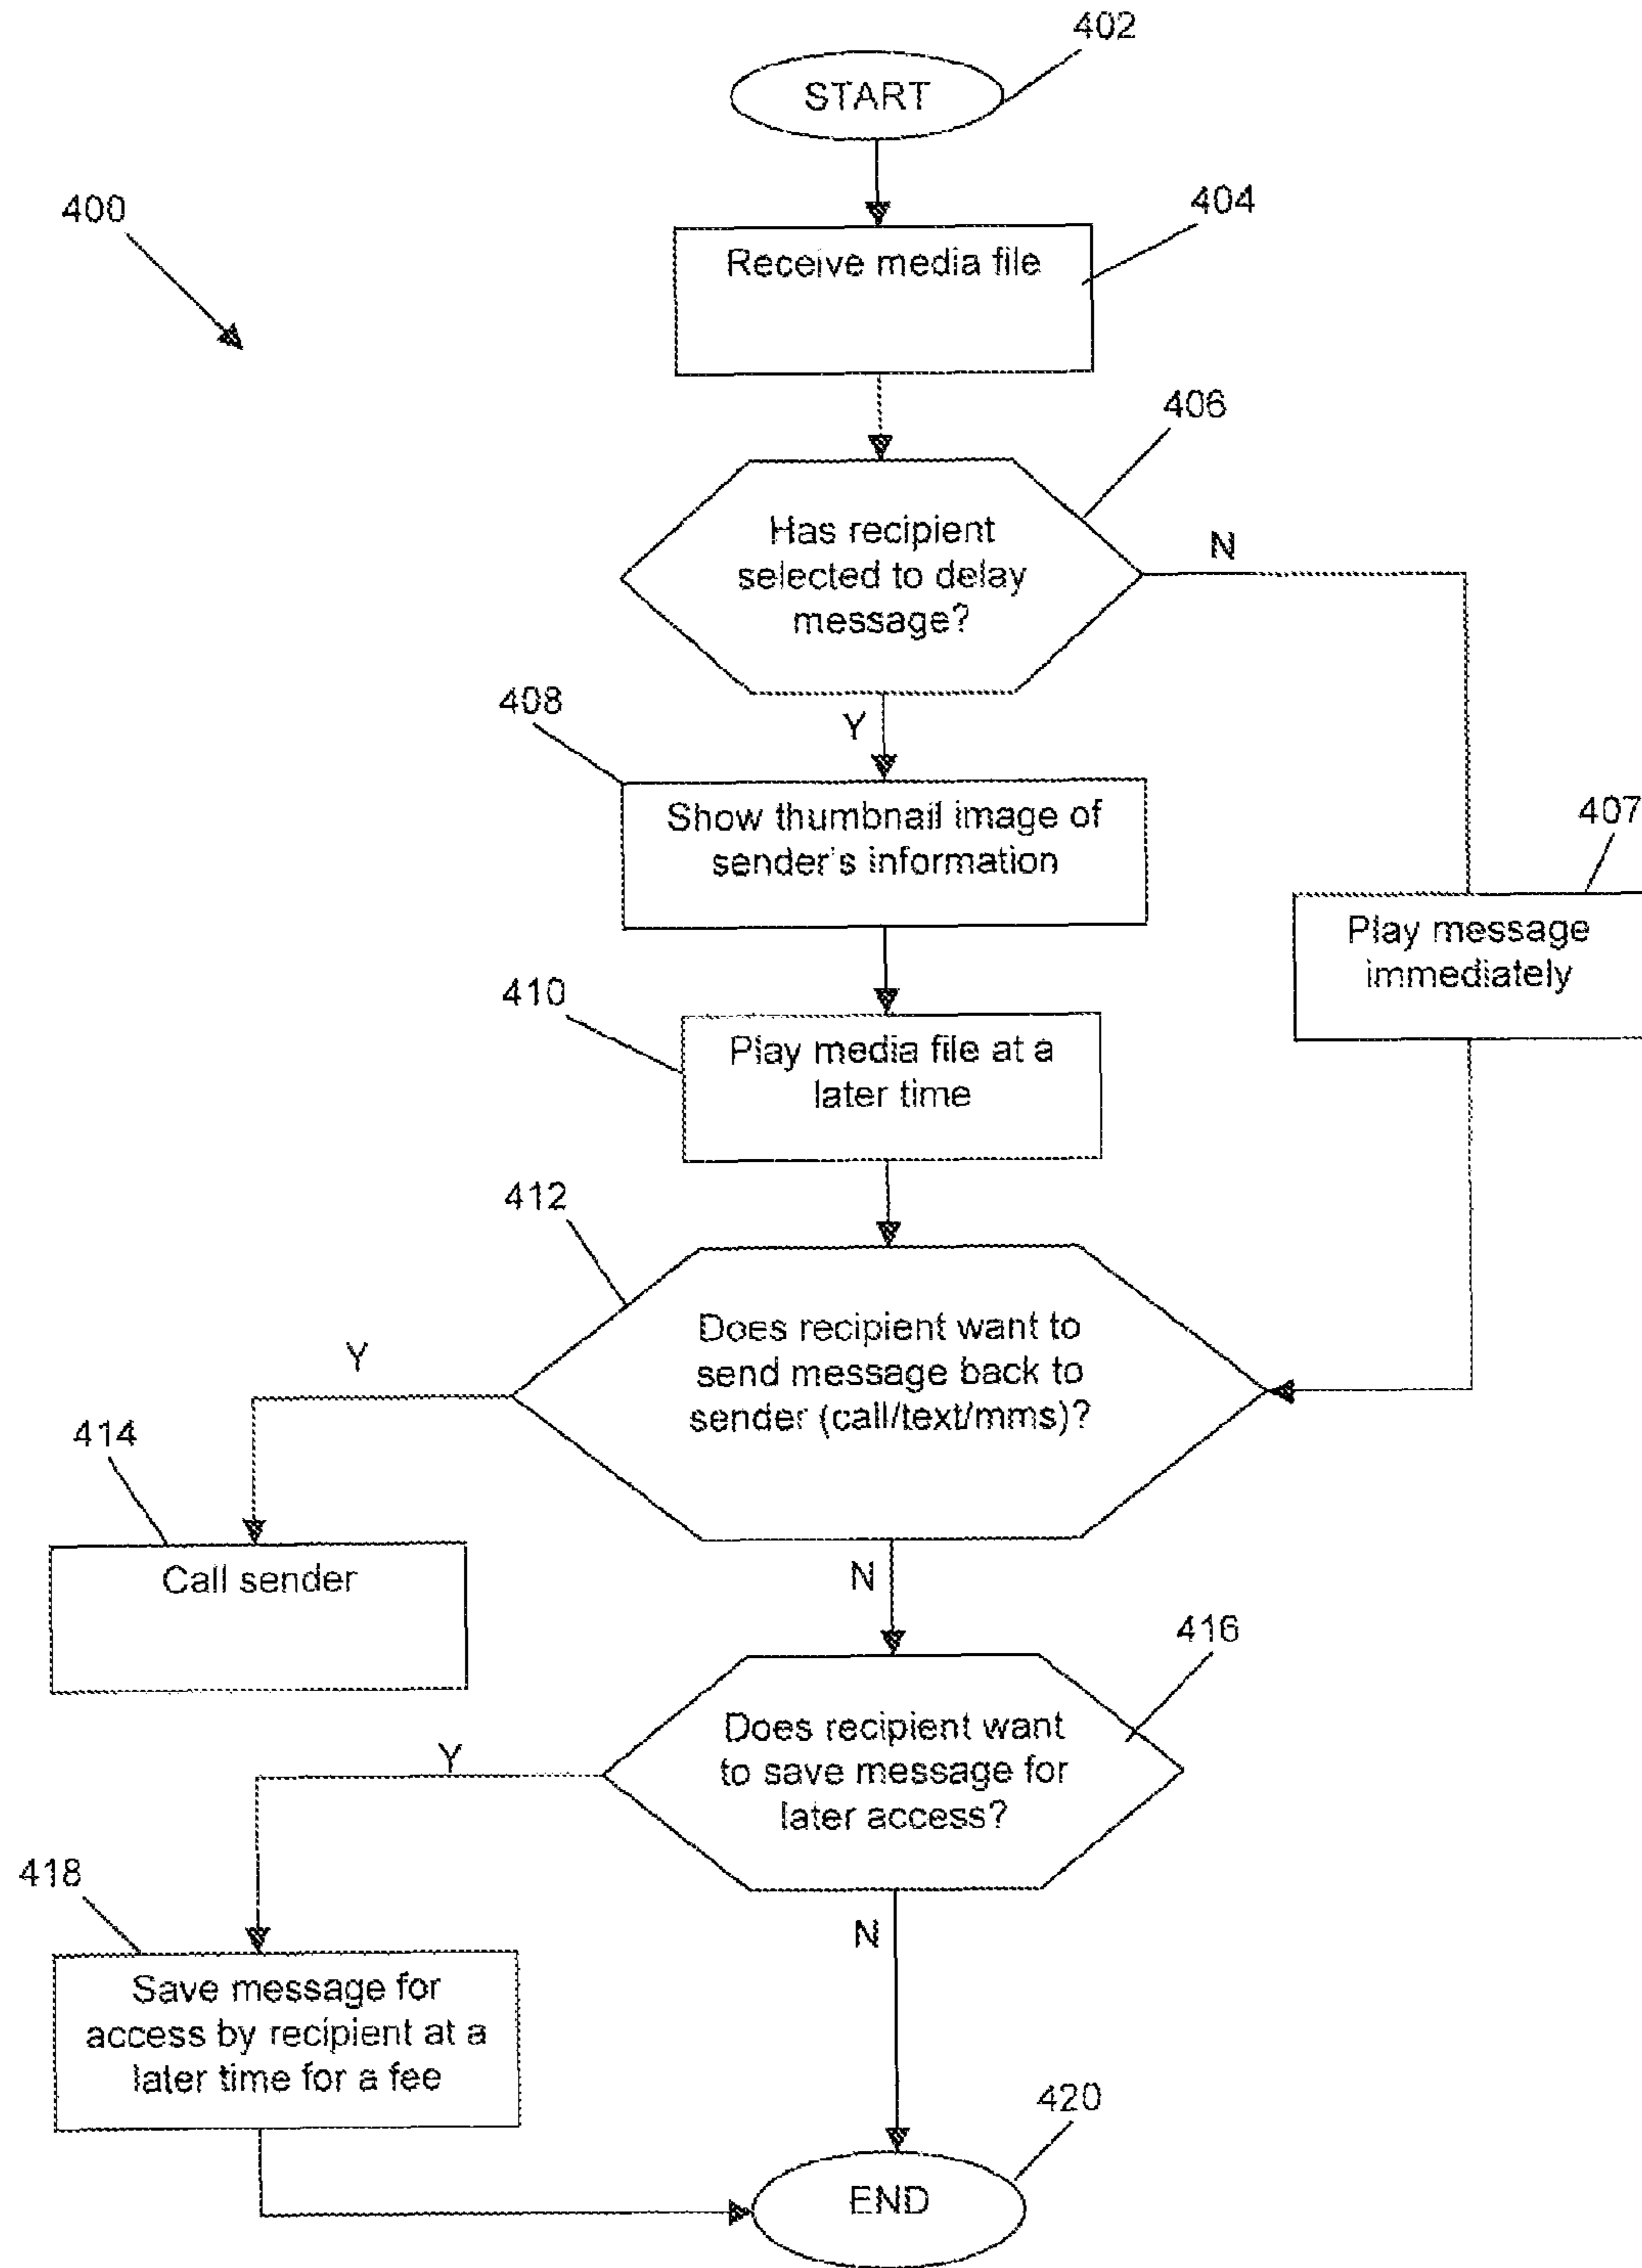 402
START
400
404
Receive media file
406
Has recipient
selected to delay
message?
N
408
Y
Show thumbnail image of
sender's information
407
Play message
immediately
410
Play media file at a
later time
412
Does recipient want to
send message back to
sender (call/text/mms)?
Y
414
Call sender
N
416
Does recipient want
to save message for
later access?
Y
418
N
Save message for
access by recipient at a
later time for a fee
420
END